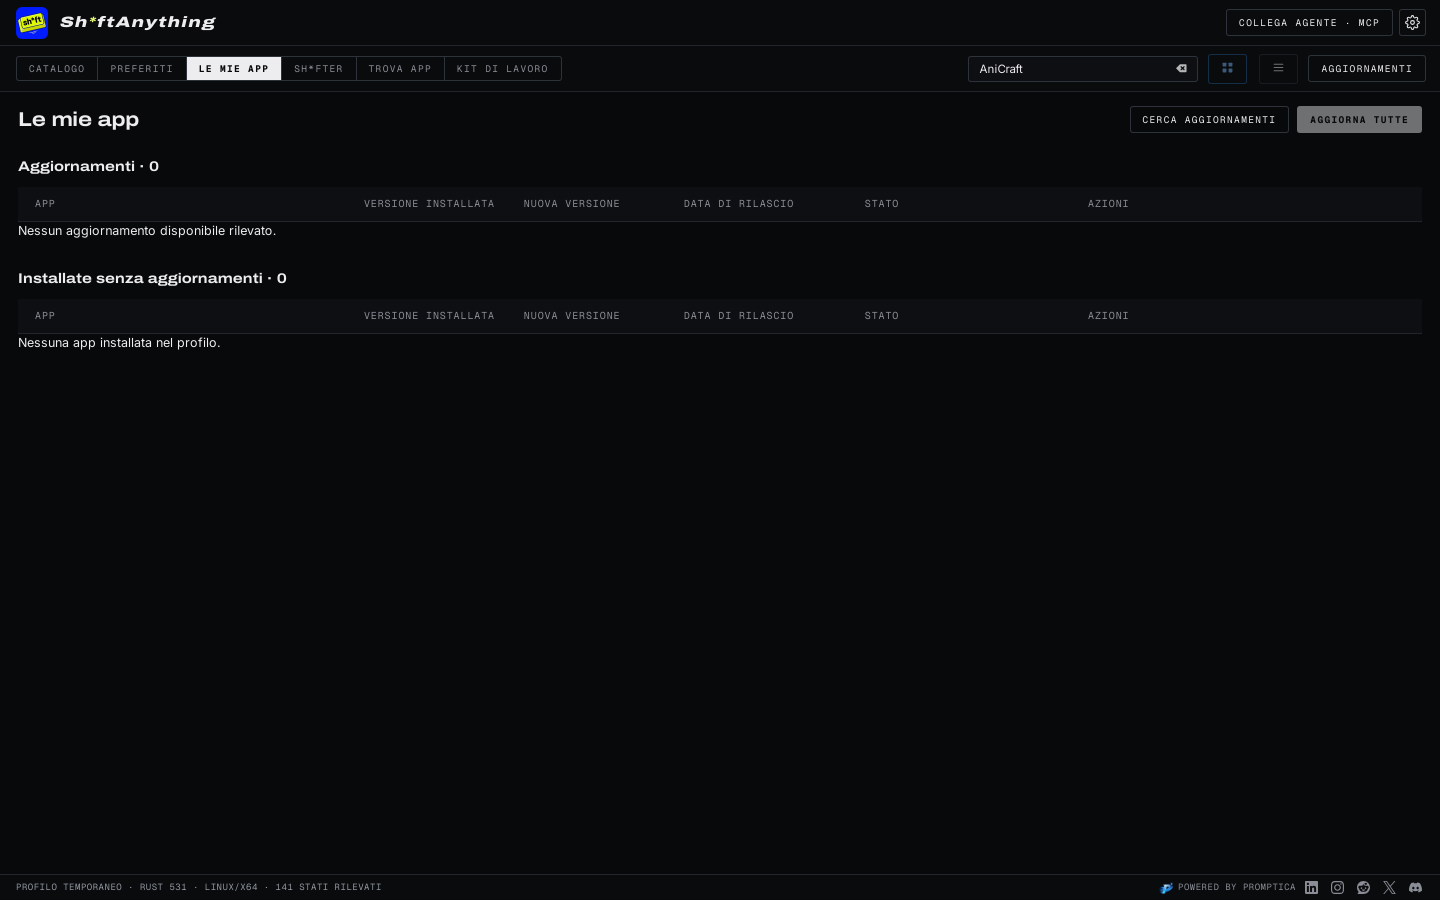 sh*ft
Sh*ftAnything
COLLEGA AGENTE · MCP
CATALOGO
PREFERITI
LE MIE APP
SH*FTER
TROVA APP
KIT DI LAVORO
AniCraft
AGGIORNAMENTI
Le mie app
CERCA AGGIORNAMENTI
AGGIORNA TUTTE
Aggiornamenti · 0
APP VERSIONE INSTALLATA NUOVA VERSIONE DATA DI RILASCIO STATO AZIONI
Nessun aggiornamento disponibile rilevato.
Installate senza aggiornamenti · 0
APP VERSIONE INSTALLATA NUOVA VERSIONE DATA DI RILASCIO STATO AZIONI
Nessuna app installata nel profilo.
PROFILO TEMPORANEO · RUST 531 · LINUX/X64 · 141 STATI RILEVATI
POWERED BY PROMPTICA